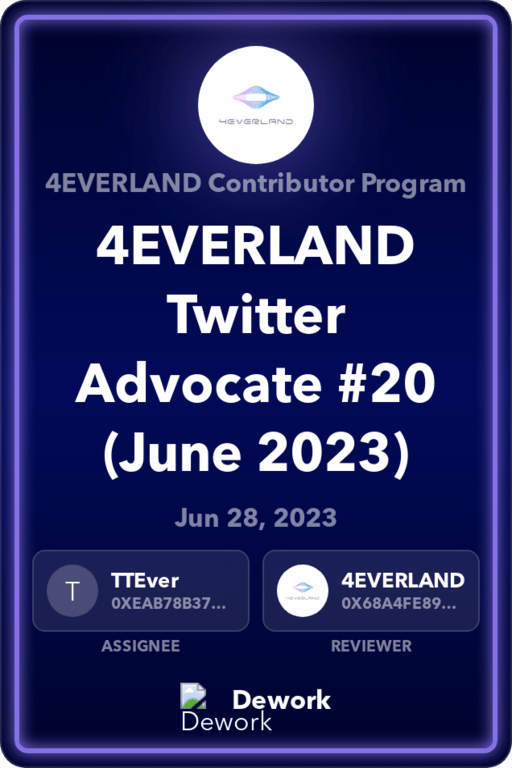 4EVERLAND
4EVERLAND Contributor Program
4EVERLAND
Twitter
Advocate #20
(June 2023)
Jun 28, 2023
T
TTEver
0XEAB78B37...
4EVERLAND
4EVERLAND
0X68A4FE89...
ASSIGNEE
REVIEWER
Dework
Dework